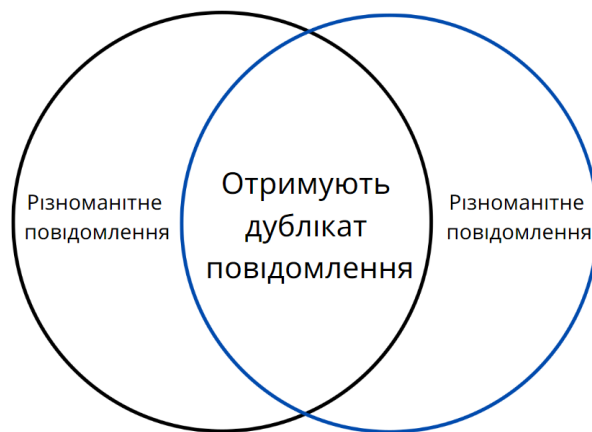 Різноманітне
повідомлення
Отримують
дублікат
повідомлення
Різноманітне
повідомлення